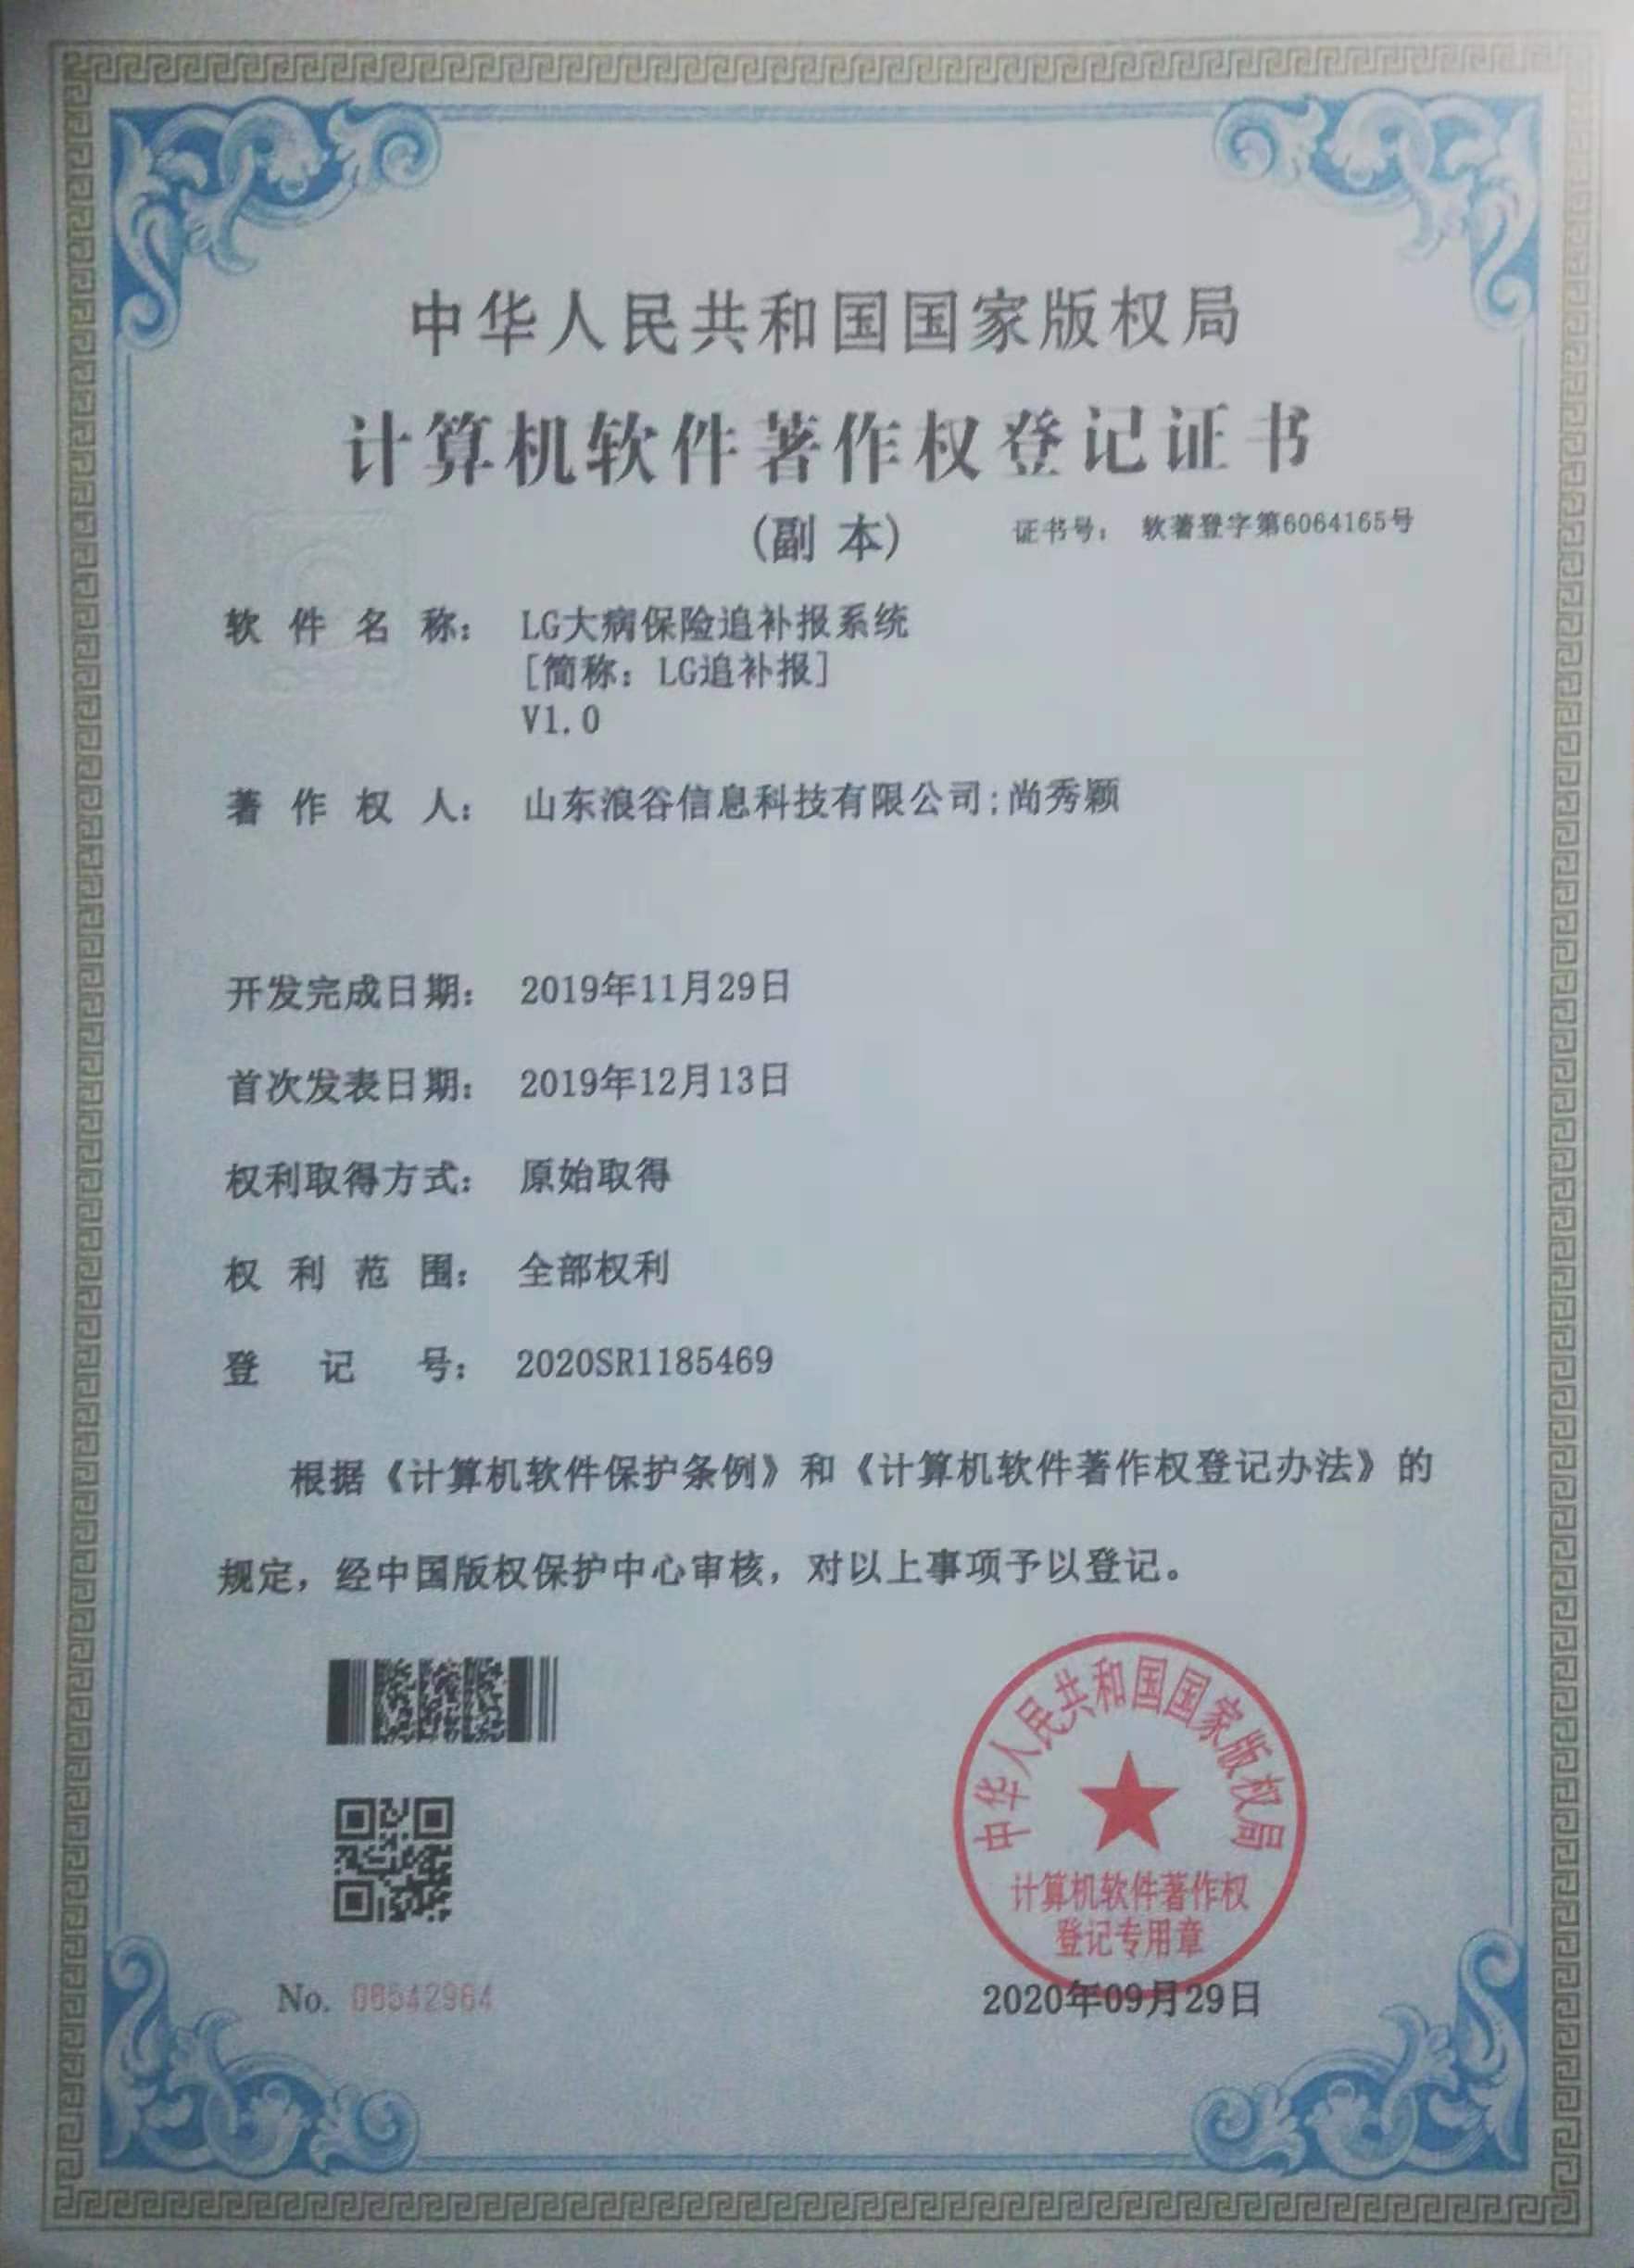 中华人民共和国国家版权局
计算机软件著作权登记证书
(副 本)
证书号： 软著登字第6064165号
软件名称： LG大病保险追补报系统
[简称：LG追补报]
V1.0
著作权人： 山东浪谷信息科技有限公司;尚秀颖
开发完成日期： 2019年11月29日
首次发表日期： 2019年12月13日
权利取得方式： 原始取得
权利范围： 全部权利
登记号： 2020SR1185469
根据《计算机软件保护条例》和《计算机软件著作权登记办法》的
规定，经中国版权保护中心审核，对以上事项予以登记。
中华人民共和国国家版权局
计算机软件著作权
登记专用章
No. 06542964
2020年09月29日